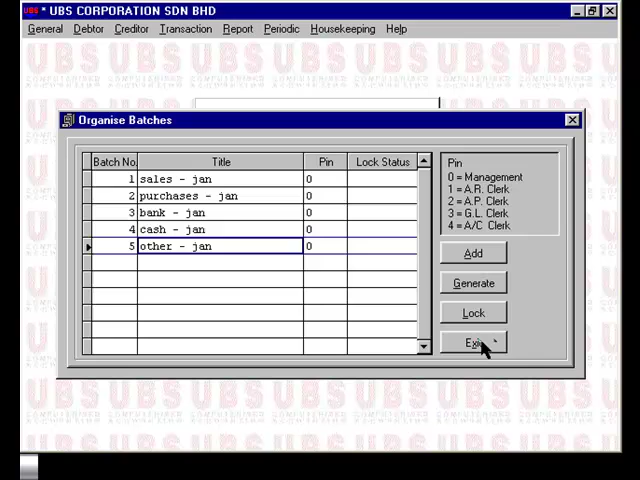 UBS * UBS CORPORATION SDN BHD
General Debtor Creditor Transaction Report Periodic Housekeeping Help
Organise Batches
Batch No. Title Pin Lock Status
1 sales - jan 0
2 purchases - jan 0
3 bank - jan 0
4 cash - jan 0
5 other - jan 0
Pin
0 = Management
1 = A.R. Clerk
2 = A.P. Clerk
3 = G.L. Clerk
4 = A/C Clerk
Add
Generate
Lock
Exit